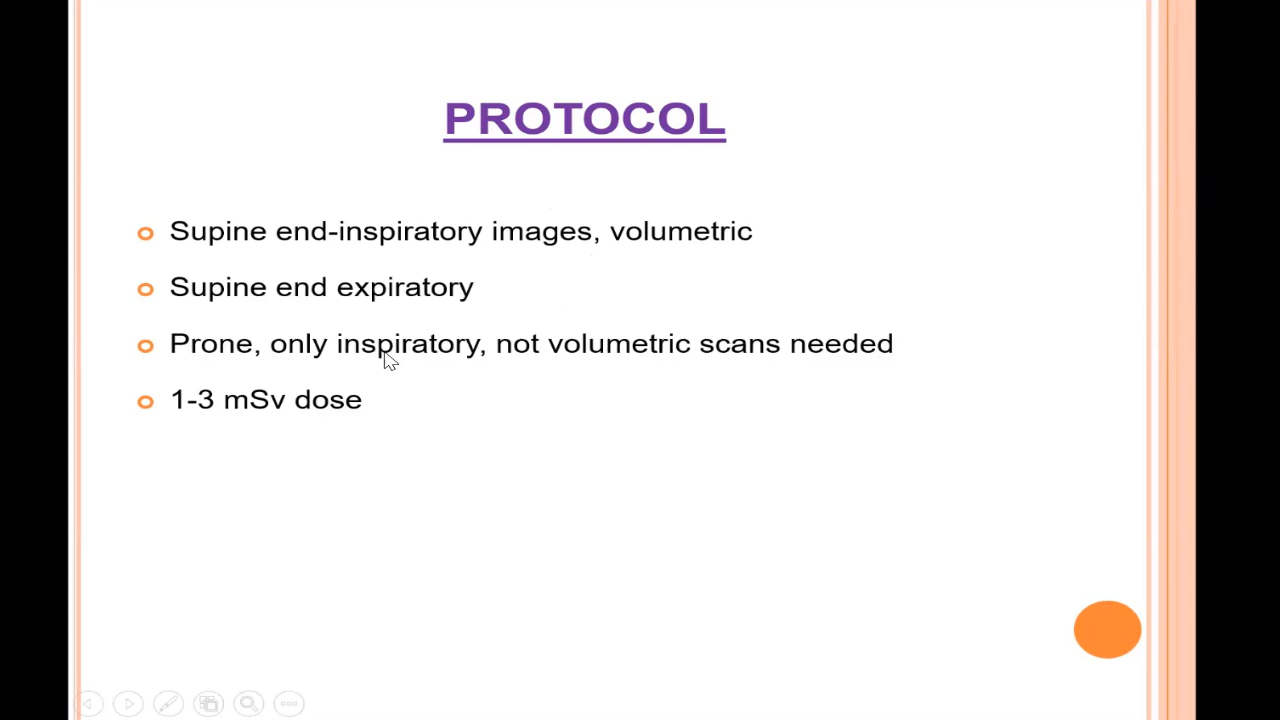 PROTOCOL
Supine end-inspiratory images, volumetric
Supine end expiratory
Prone, only inspiratory, not volumetric scans needed
1-3 mSv dose